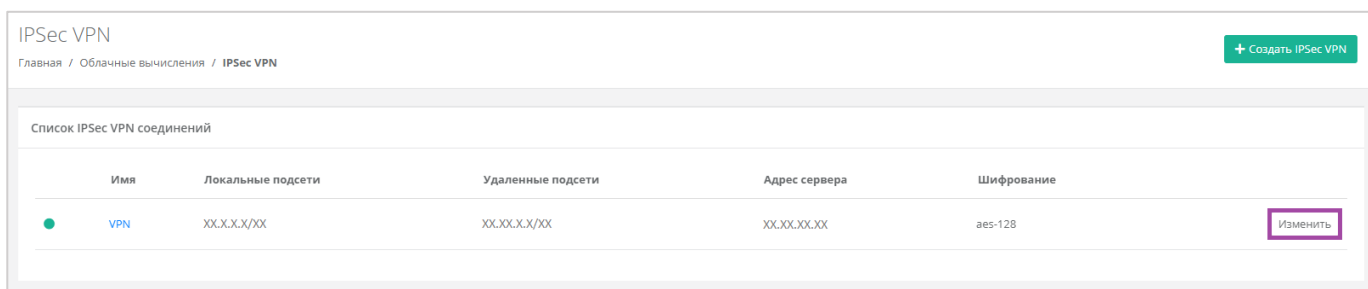 IPSec VPN
+ Создать IPSec VPN
Главная / Облачные вычисления / IPSec VPN
Список IPSec VPN соединений
Имя Локальные подсети Удаленные подсети Адрес сервера Шифрование
VPN XX.X.X.X/XX XX.XX.X.X/XX XX.XX.XX.XX aes-128 Изменить